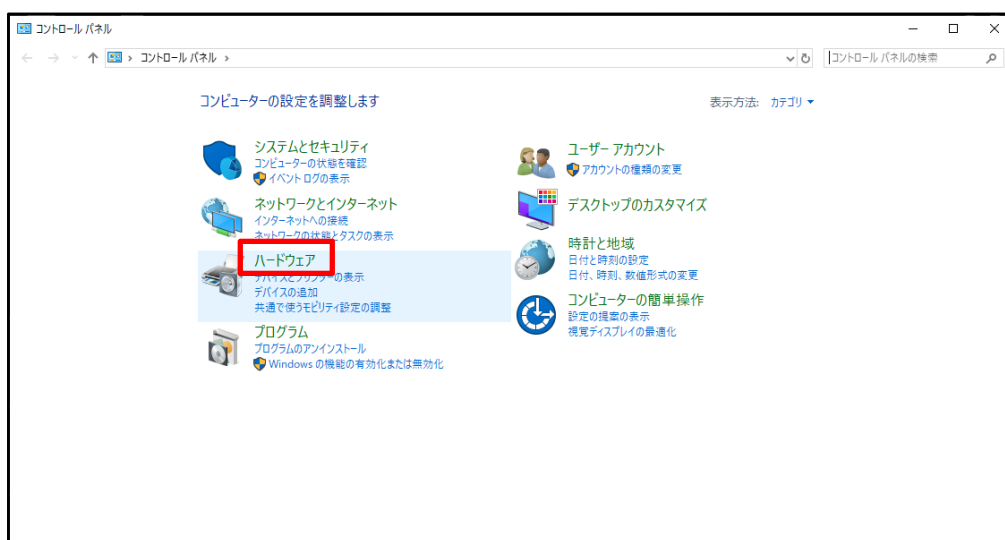 コントロール パネル
コントロール パネル
コントロール パネルの検索
コンピューターの設定を調整します
表示方法: カテゴリ
システムとセキュリティ
コンピューターの状態を確認
イベント ログの表示
ネットワークとインターネット
インターネットへの接続
ネットワークの状態とタスクの表示
ハードウェア
デバイスとプリンターの表示
デバイスの追加
共通で使うモビリティ設定の調整
プログラム
プログラムのアンインストール
Windows の機能の有効化または無効化
ユーザー アカウント
アカウントの種類の変更
デスクトップのカスタマイズ
時計と地域
日付と時刻の設定
日付、時刻、数値形式の変更
コンピューターの簡単操作
設定の提案の表示
視覚ディスプレイの最適化